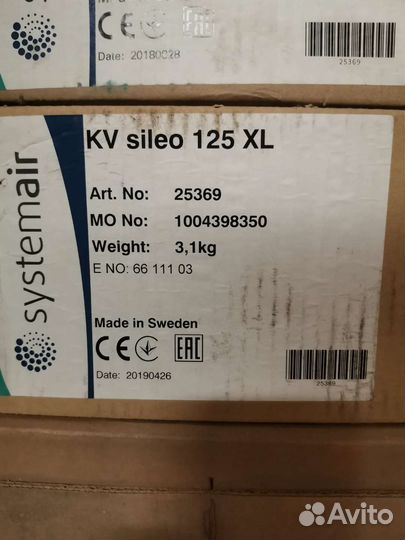 Date: 20180828
25369
systemair
KV sileo 125 XL
Art. No: 25369
MO No: 1004398350
Weight: 3,1kg
E NO: 66 111 03
Made in Sweden
CE EAC
Date: 20190426
25369
Avito